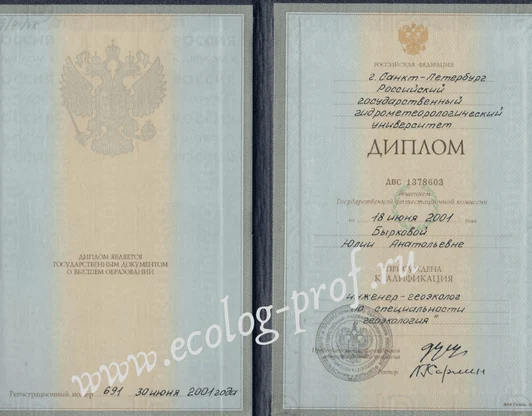 ДИПЛОМ ЯВЛЯЕТСЯ
ГОСУДАРСТВЕННЫМ ДОКУМЕНТОМ
О ВЫСШЕМ ОБРАЗОВАНИИ
Регистрационный номер 691 30 июня 2001 года
РОССИЙСКАЯ ФЕДЕРАЦИЯ
г. Санкт-Петербург
Российский
государственный
гидрометеорологический
университет
ДИПЛОМ
АВС 1378603
Решением
Государственной аттестационной комиссии
от 18 июня 2001 года
Бырковой
Юлии Анатольевне
ПРИСУЖДЕНА
КВАЛИФИКАЦИЯ
инженер-геоэколог
"по специальности
геоэкология"
www.ecolog-prof.ru